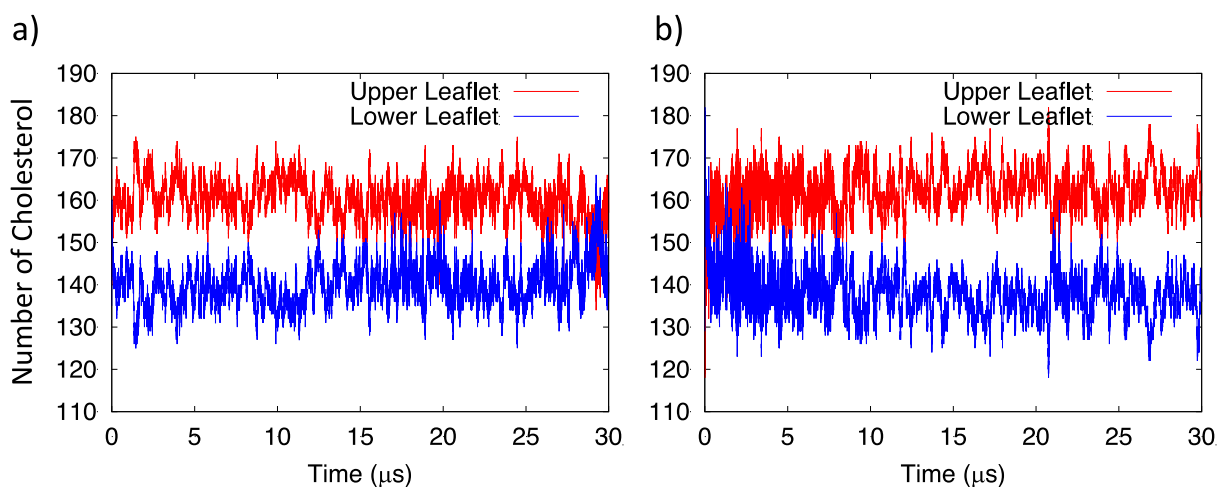 a)
190
180
170
160
150
140
130
120
110
Number of Cholesterol
Upper Leaflet
Lower Leaflet
0 5 10 15 20 25 30
Time (μs)
b)
190
180
170
160
150
140
130
120
110
Upper Leaflet
Lower Leaflet
0 5 10 15 20 25 30
Time (μs)